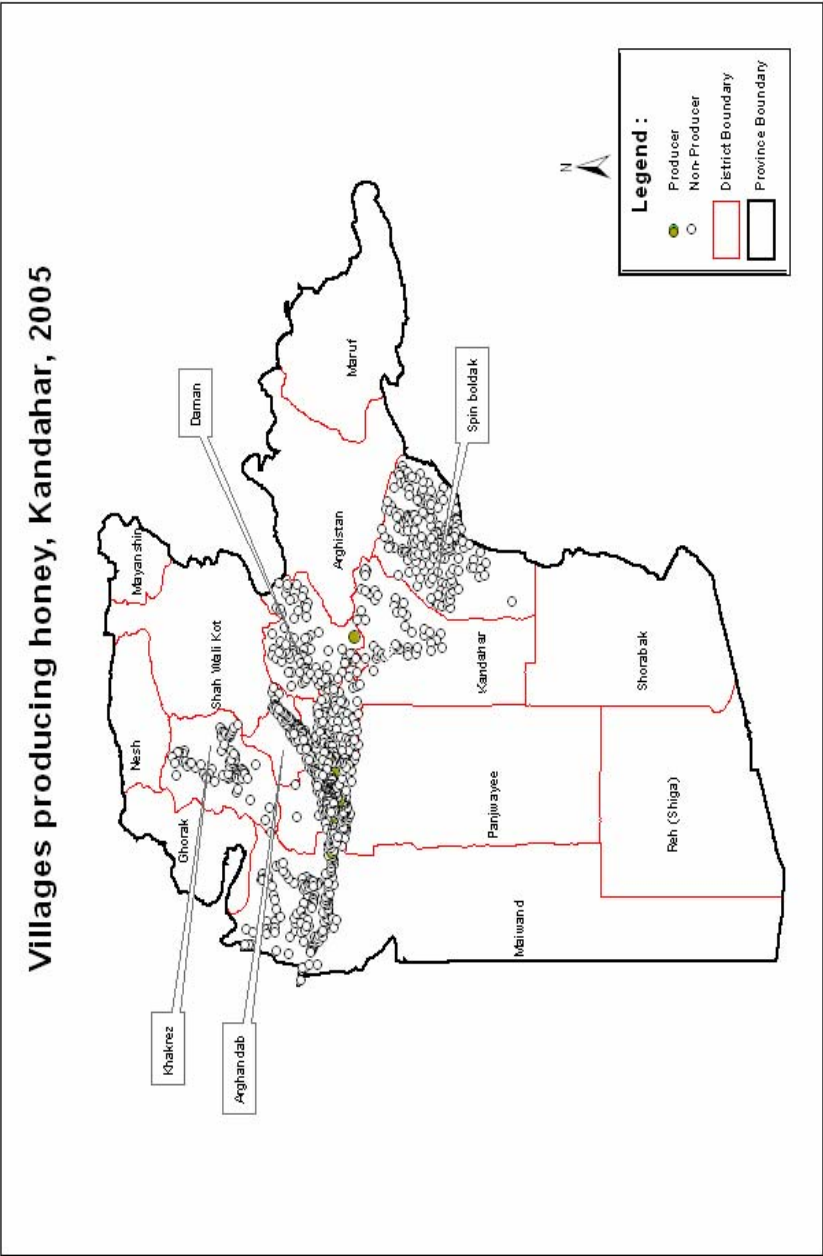 Villages producing honey, Kandahar, 2005
Mayanshin
Nesh
Shah Wali Kot
Ghorak
Khakrez
Daman
Arghandab
Maruf
Arghistan
Spin boldak
Kandahar
Panjwayee
Maiwand
Shorabak
Reh (Shiga)
N
Legend :
Producer
Non-Producer
District Boundary
Province Boundary